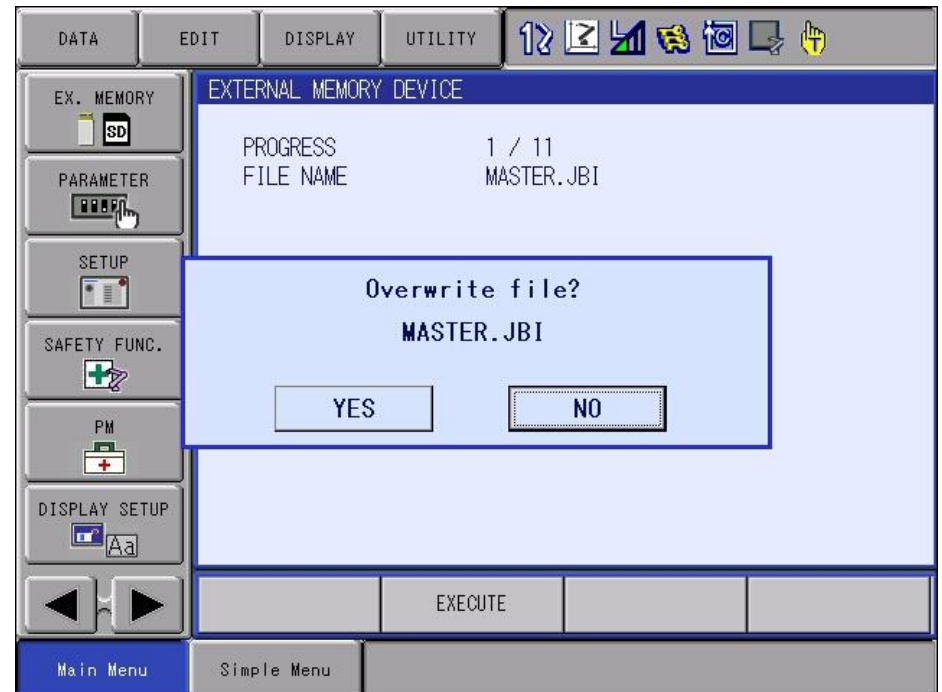 DATA EDIT DISPLAY UTILITY
EX. MEMORY
SD
PARAMETER
SETUP
SAFETY FUNC.
PM
DISPLAY SETUP
Aa
EXTERNAL MEMORY DEVICE
PROGRESS 1 / 11
FILE NAME MASTER.JBI
Overwrite file?
MASTER.JBI
YES NO
EXECUTE
Main Menu Simple Menu